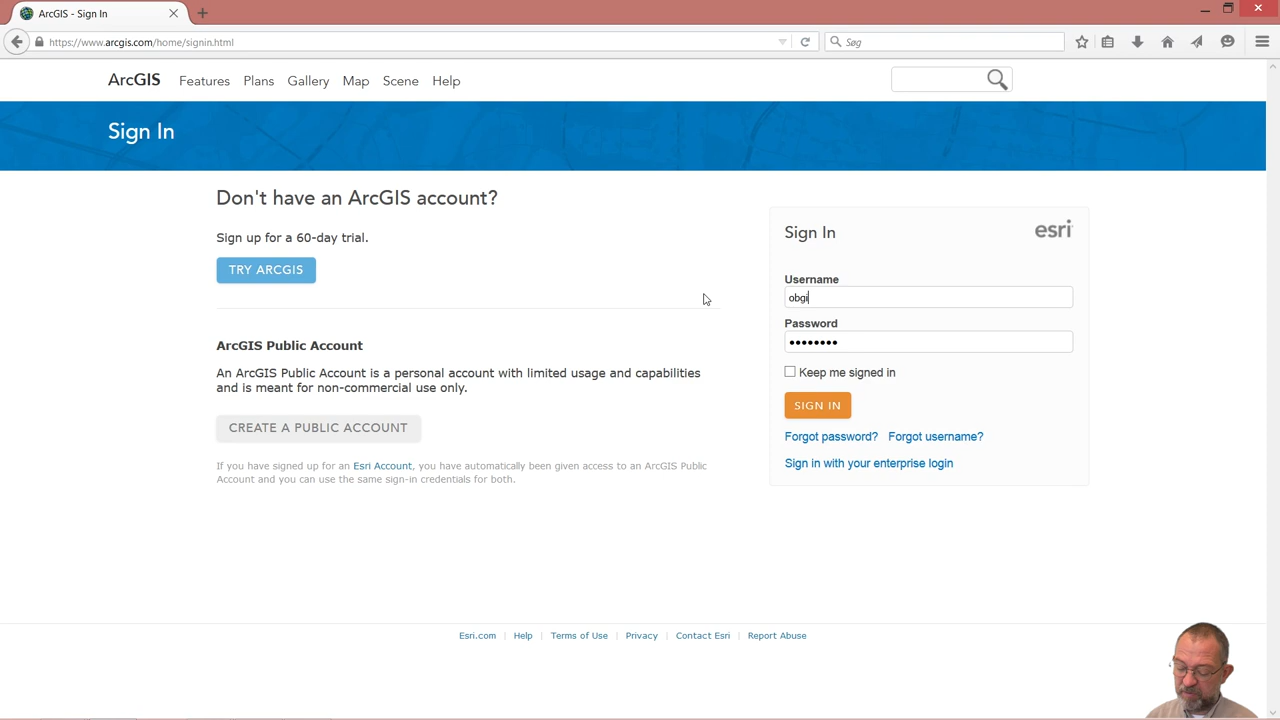 ArcGIS - Sign In
https://www.arcgis.com/home/signin.html
Søg
ArcGIS Features Plans Gallery Map Scene Help
Sign In
Don't have an ArcGIS account?
Sign up for a 60-day trial.
TRY ARCGIS
ArcGIS Public Account
An ArcGIS Public Account is a personal account with limited usage and capabilities
and is meant for non-commercial use only.
CREATE A PUBLIC ACCOUNT
If you have signed up for an Esri Account, you have automatically been given access to an ArcGIS Public
Account and you can use the same sign-in credentials for both.
Sign In
esri
Username
obgi
Password
Keep me signed in
SIGN IN
Forgot password? Forgot username?
Sign in with your enterprise login
Esri.com Help Terms of Use Privacy Contact Esri Report Abuse